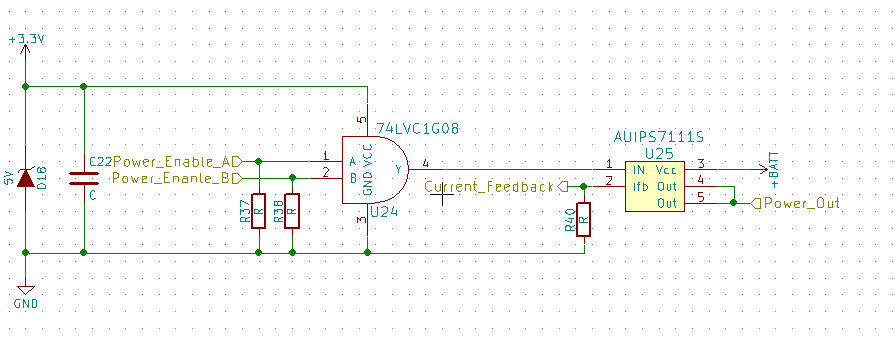 +3.3V
5V
D18
C22
C
Power_Enable_A
Power_Enanle_B
R37
R
R38
R
1
2
5
74LVC1G08
A
B
VCC
GND
Y
4
3
U24
Current_Feedback
R40
R
AUIPS7111S
U25
1
2
IN
Ifb
Vcc
Out
Out
3
4
5
+BATT
Power_Out
GND